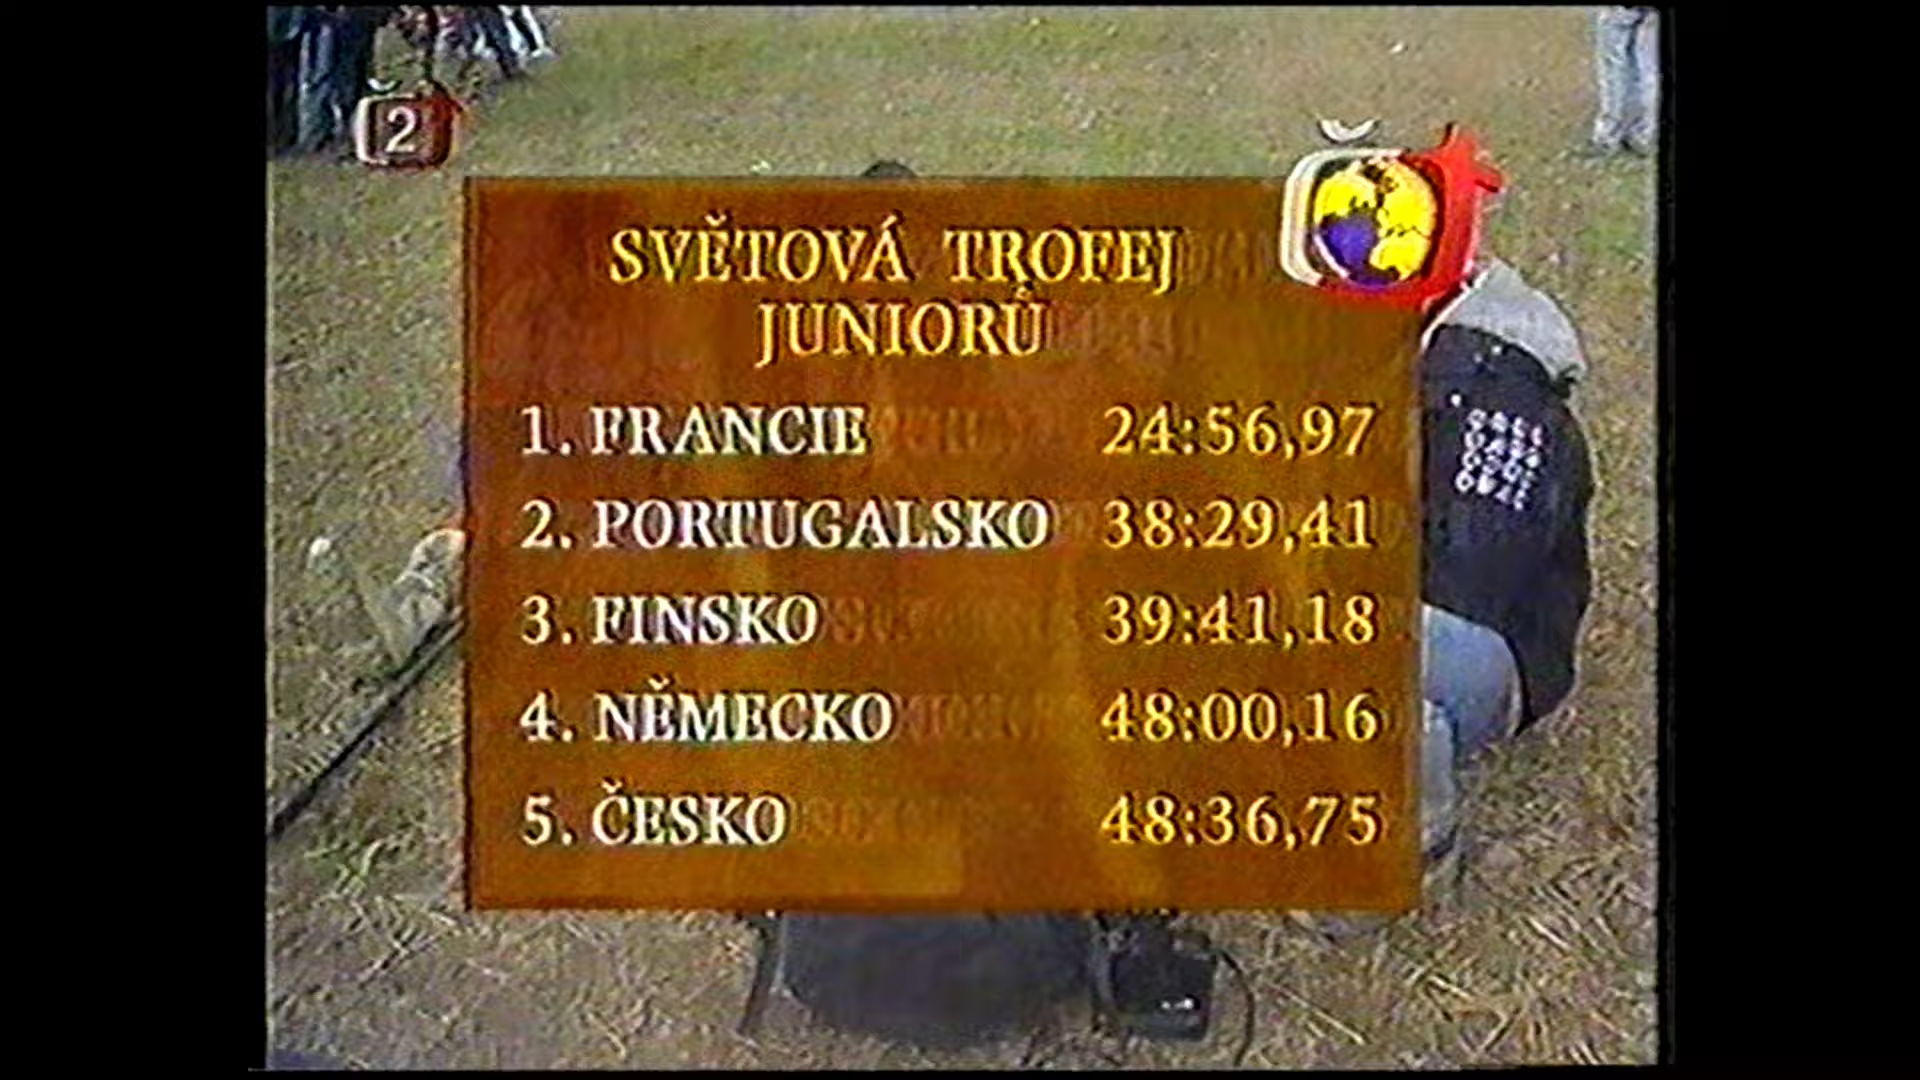 2
SVĚTOVÁ TROFEJ
JUNIORŮ
1. FRANCIE 24:56,97
2. PORTUGALSKO 38:29,41
3. FINSKO 39:41,18
4. NĚMECKO 48:00,16
5. ČESKO 48:36,75